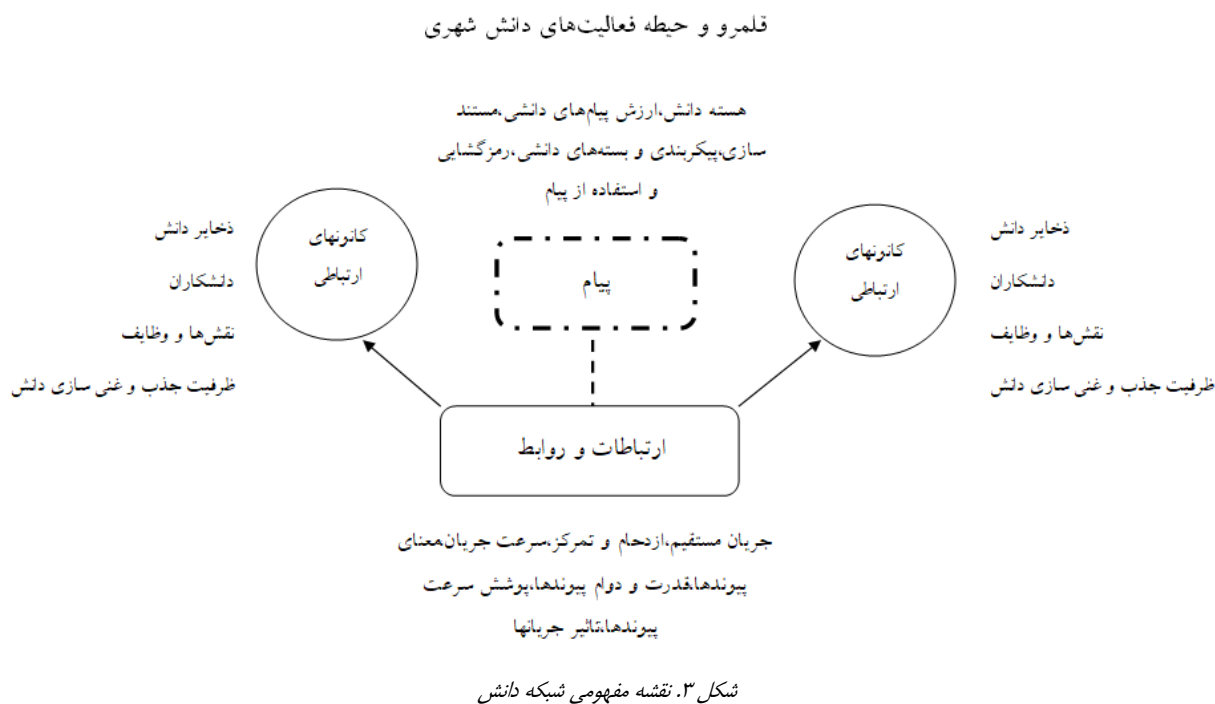 قلمرو و حیطه فعالیت‌های دانش شهری
هسته دانش،ارزش پیام‌های دانشی،مستند
سازی،پیکربندی و بسته‌های دانشی،رمزگشایی
و استفاده از پیام
کانونهای
ارتباطی
ذخایر دانش
دانشکاران
نقش‌ها و وظایف
ظرفیت جذب و غنی سازی دانش
پیام
کانونهای
ارتباطی
ذخایر دانش
دانشکاران
نقش‌ها و وظایف
ظرفیت جذب و غنی سازی دانش
ارتباطات و روابط
جریان مستقیم،ازدحام و تمرکز،سرعت جریان،معنای
پیوندها،قدرت و دوام پیوندها،پوشش سرعت
پیوندها،تاثیر جریانها
شکل ۳. نقشه مفهومی شبکه دانش